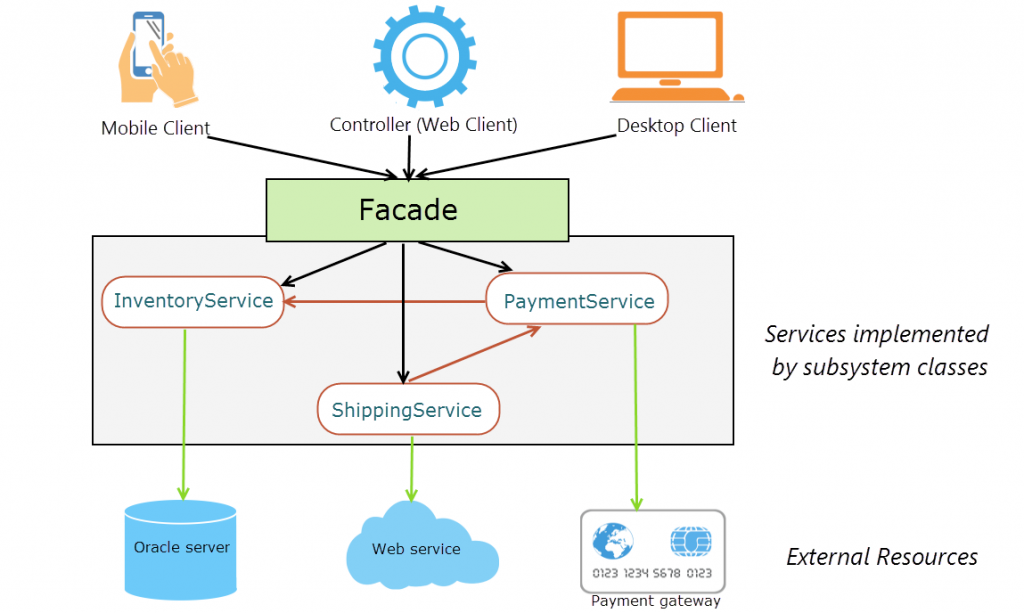 Mobile Client
Controller (Web Client)
Desktop Client
Facade
InventoryService
PaymentService
ShippingService
Services implemented
by subsystem classes
Oracle server
Web service
0123 1234 5678 0123
Payment gateway
External Resources